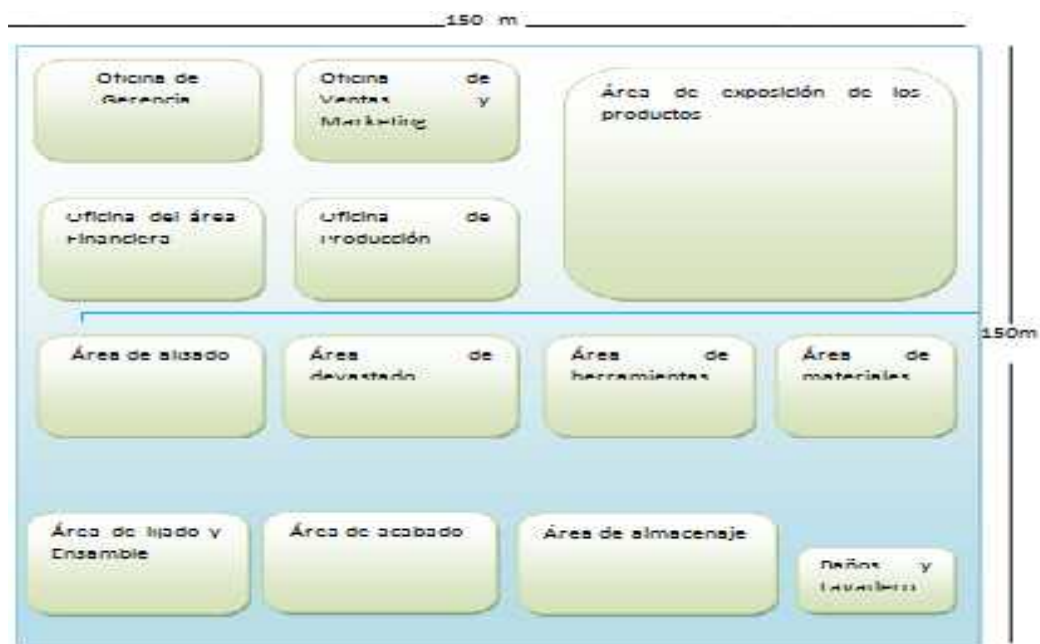 150 m
Oficina de
Gerencia
Oficina de
Ventas y
Marketing
Área de exposición de los
productos
Oficina del área
Financiera
Oficina de
Producción
150m
Área de alisado
Área de
devastado
Área de
herramientas
Área de
materiales
Área de lijado y
Ensamble
Área de acabado
Área de almacenaje
Baños y
Lavadero